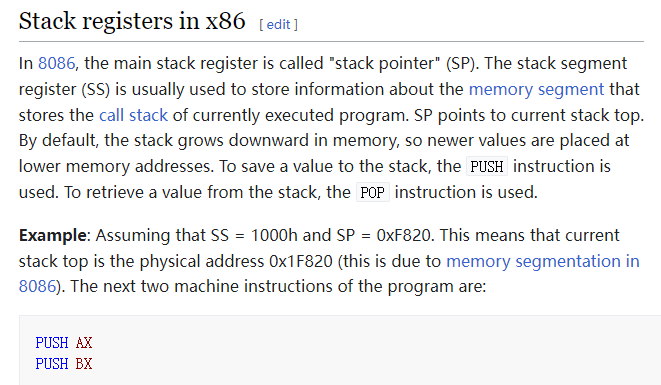 Stack registers in x86 [ edit ]
In 8086, the main stack register is called "stack pointer" (SP). The stack segment
register (SS) is usually used to store information about the memory segment that
stores the call stack of currently executed program. SP points to current stack top.
By default, the stack grows downward in memory, so newer values are placed at
lower memory addresses. To save a value to the stack, the PUSH instruction is
used. To retrieve a value from the stack, the POP instruction is used.
Example: Assuming that SS = 1000h and SP = 0xF820. This means that current
stack top is the physical address 0x1F820 (this is due to memory segmentation in
8086). The next two machine instructions of the program are:
PUSH AX
PUSH BX